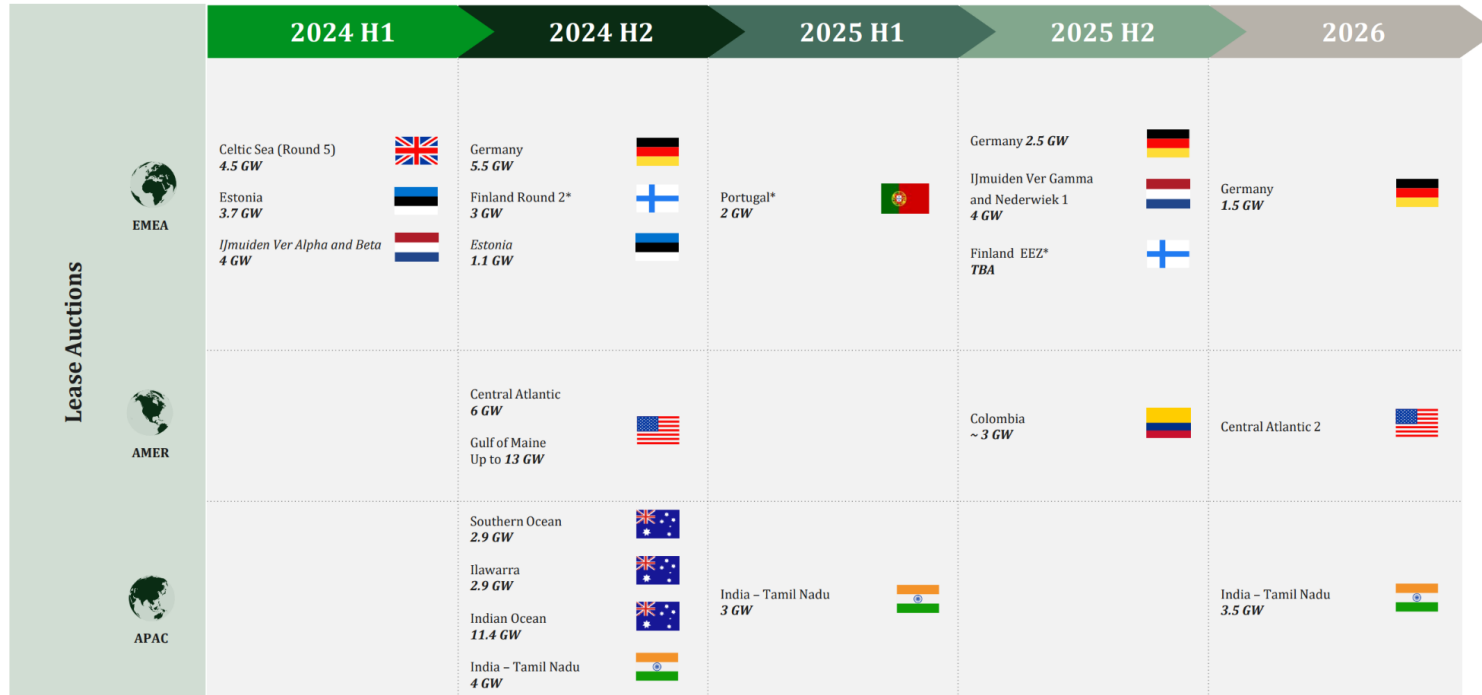 2024 H1
2024 H2
2025 H1
2025 H2
2026
Lease Auctions
EMEA
Celtic Sea (Round 5)
4.5 GW
Estonia
3.7 GW
IJmuiden Ver Alpha and Beta
4 GW
Germany
5.5 GW
Finland Round 2*
3 GW
Estonia
1.1 GW
Portugal*
2 GW
Germany 2.5 GW
IJmuiden Ver Gamma
and Nederwiek 1
4 GW
Finland EEZ*
TBA
Germany
1.5 GW
AMER
Central Atlantic
6 GW
Gulf of Maine
Up to 13 GW
Colombia
~ 3 GW
Central Atlantic 2
APAC
Southern Ocean
2.9 GW
Ilawarra
2.9 GW
Indian Ocean
11.4 GW
India – Tamil Nadu
4 GW
India – Tamil Nadu
3 GW
India – Tamil Nadu
3.5 GW